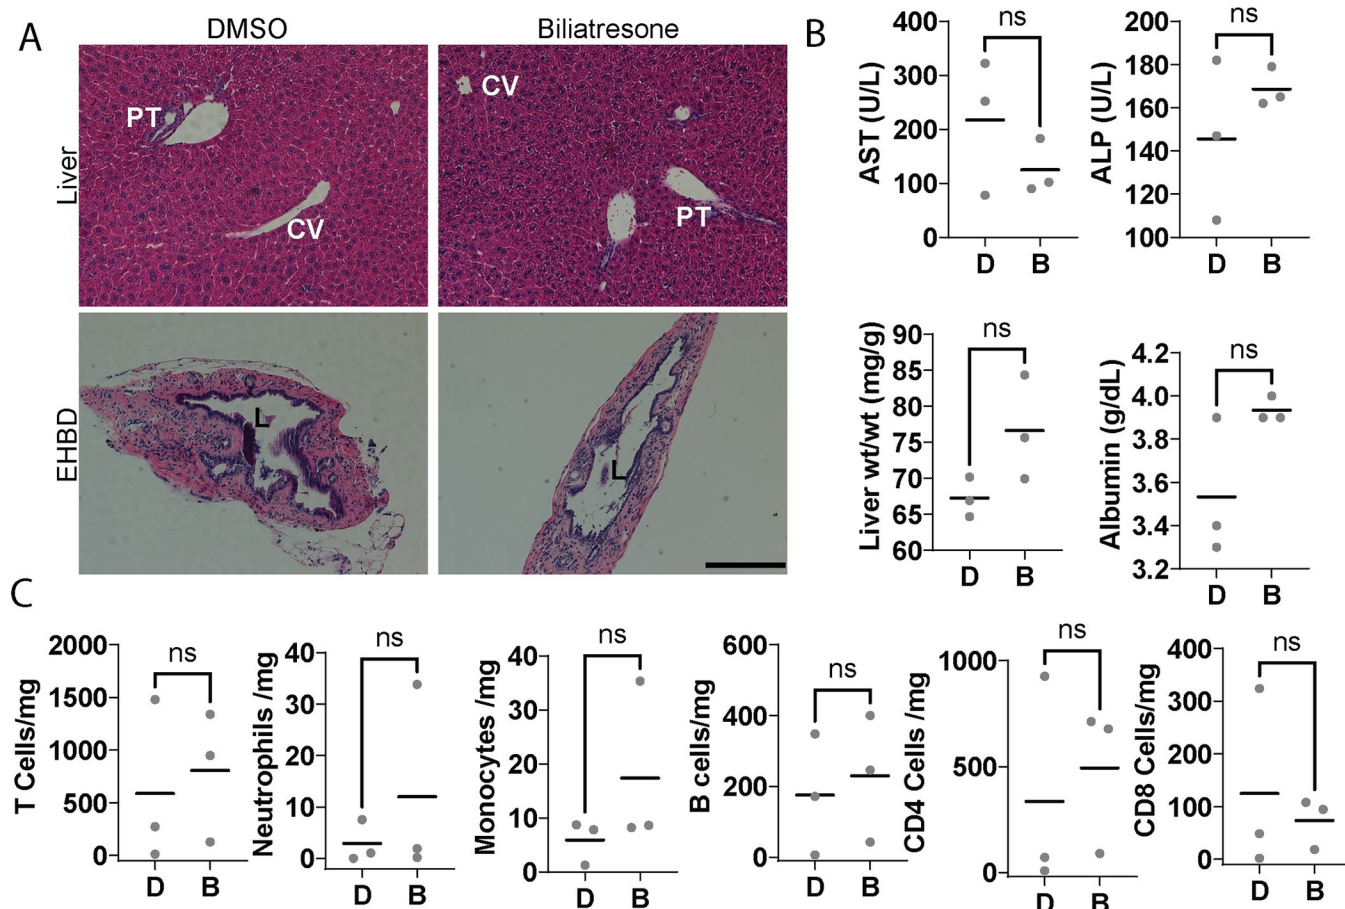 A
DMSO
Biliatresone
Liver
PT
CV
CV
PT
EHBD
L
L
B
AST (U/L)
400
300
200
100
0
ns
D B
ALP (U/L)
200
180
160
140
120
100
ns
D B
Liver wt/wt (mg/g)
90
85
80
75
70
65
60
ns
D B
Albumin (g/dL)
4.2
4.0
3.8
3.6
3.4
3.2
ns
D B
C
T Cells/mg
2000
1500
1000
500
0
ns
D B
Neutrophils /mg
40
30
20
10
0
ns
D B
Monocytes /mg
40
30
20
10
0
ns
D B
B cells/mg
600
400
200
0
ns
D B
CD4 Cells /mg
1000
500
0
ns
D B
CD8 Cells/mg
400
300
200
100
0
ns
D B